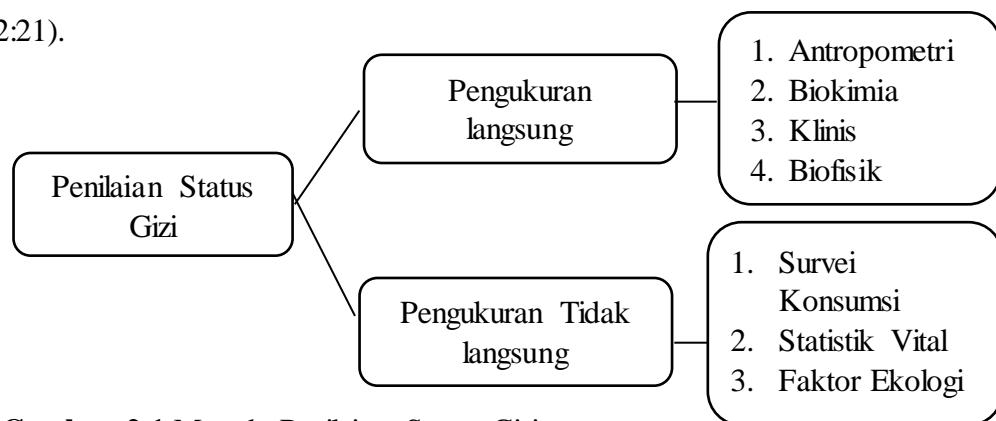 2:21).
Pengukuran
langsung
1. Antropometri
2. Biokimia
3. Klinis
4. Biofisik
Penilaian Status
Gizi
Pengukuran Tidak
langsung
1. Survei
Konsumsi
2. Statistik Vital
3. Faktor Ekologi